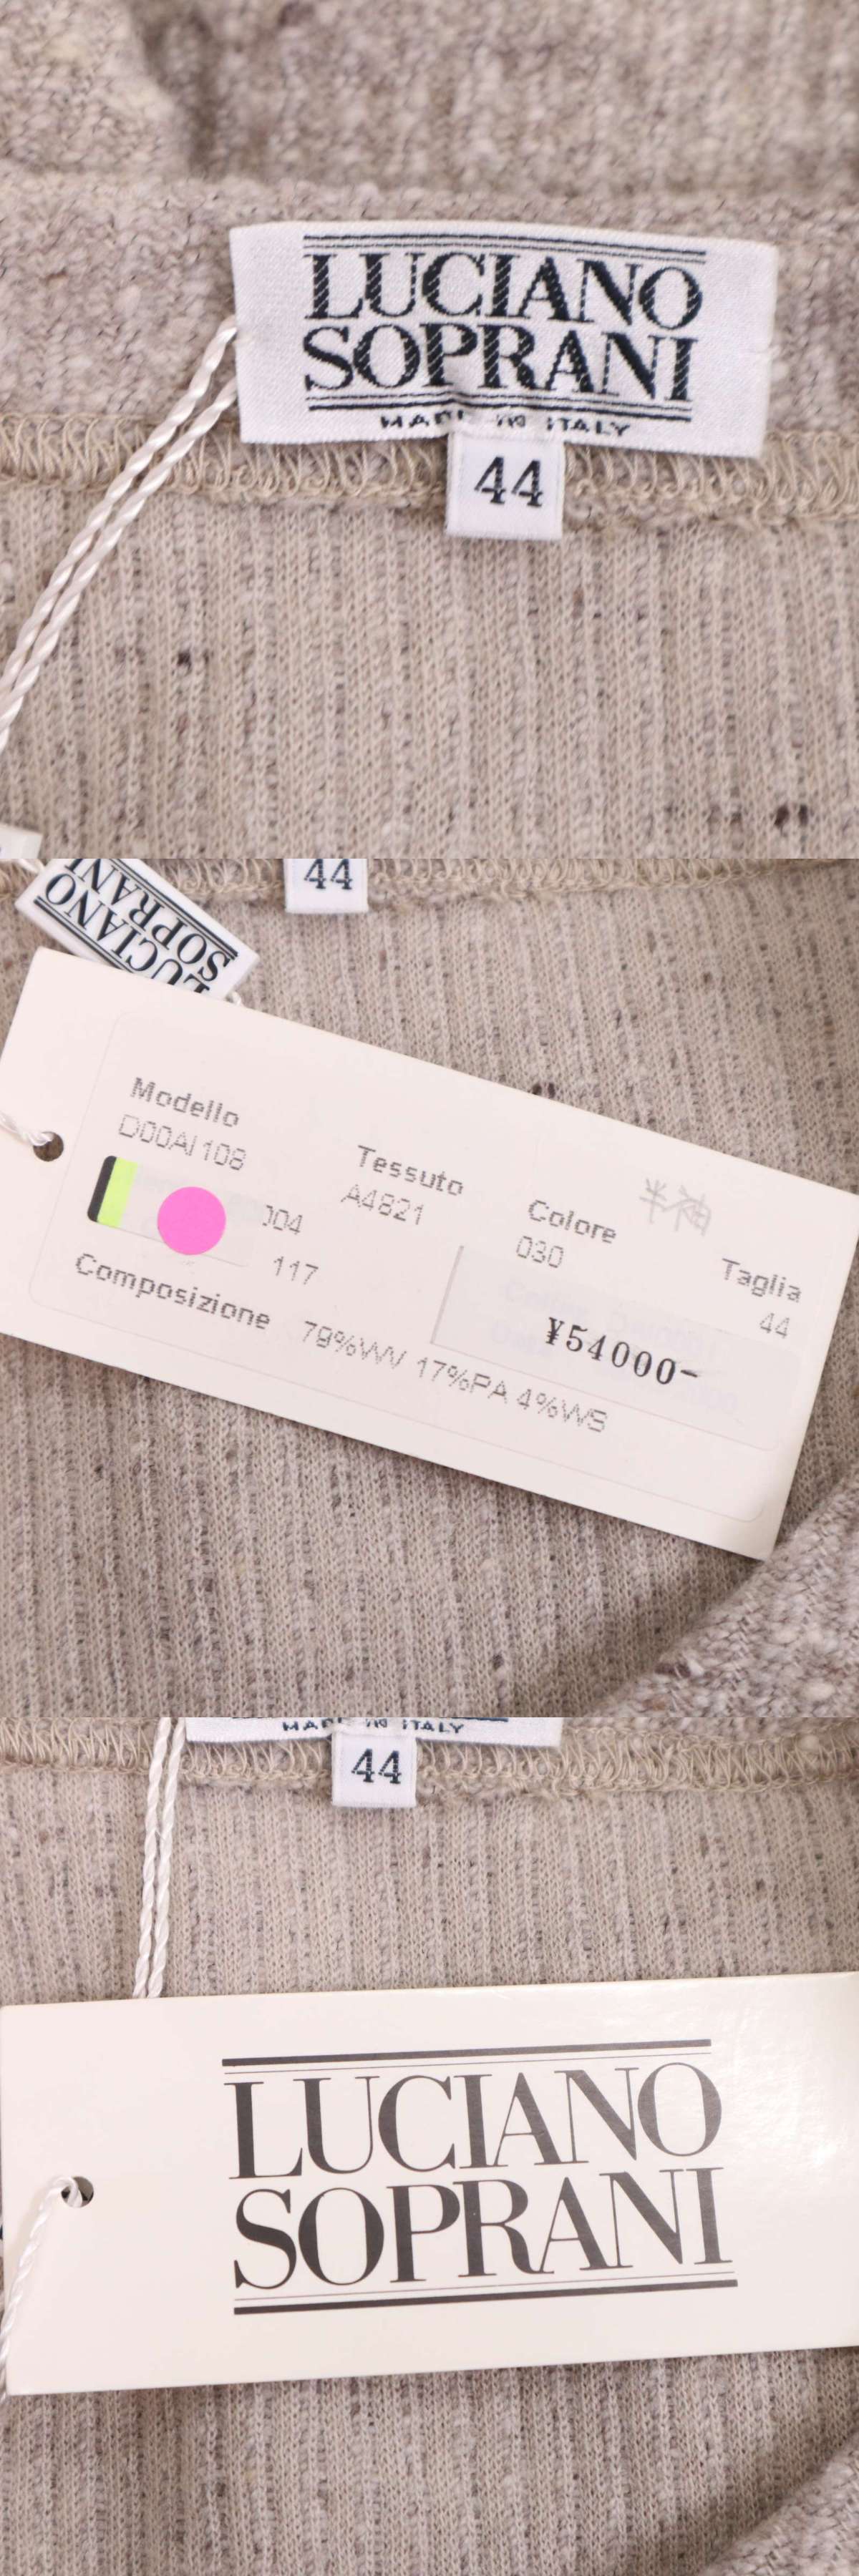 LUCIANO
SOPRANI
MADE IN ITALY
44
44
LUCIANO
SOPRANI
Modello
D00AI108
Tessuto
A4821
Colore
030
半袖
Taglia
44
004
117
Composizione
79%WV 17%PA 4%WS
¥54000-
MADE IN ITALY
44
LUCIANO
SOPRANI